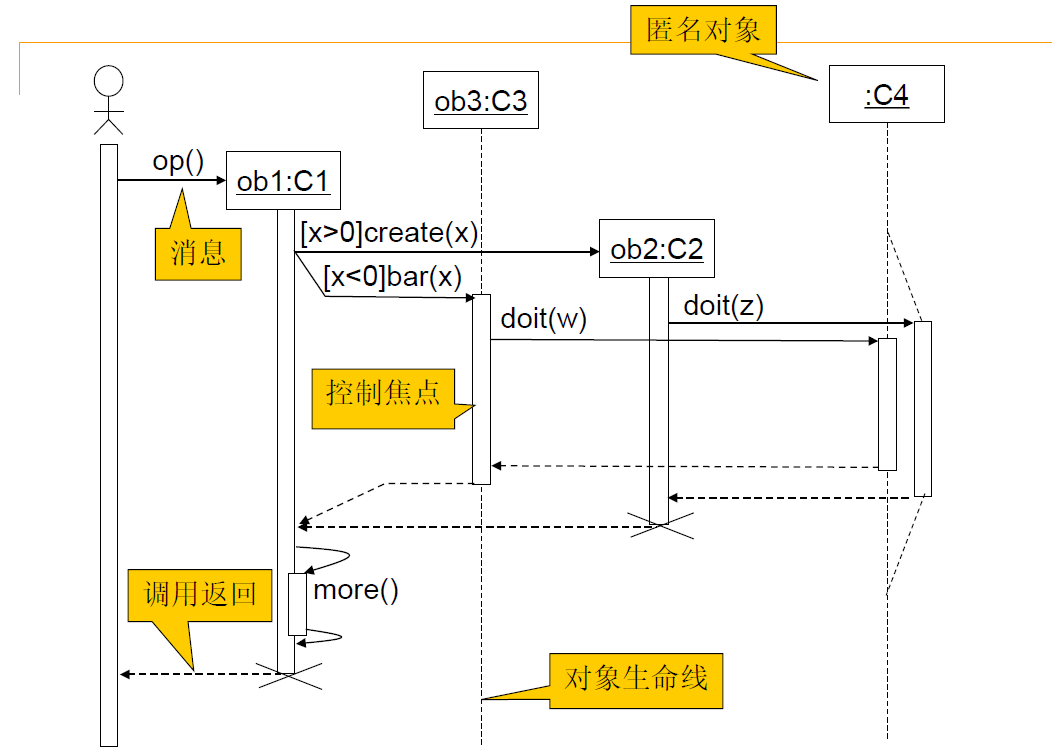 匿名对象
ob3:C3
:C4
op()
ob1:C1
消息
[x>0]create(x)
ob2:C2
[x<0]bar(x)
doit(z)
doit(w)
控制焦点
more()
调用返回
对象生命线